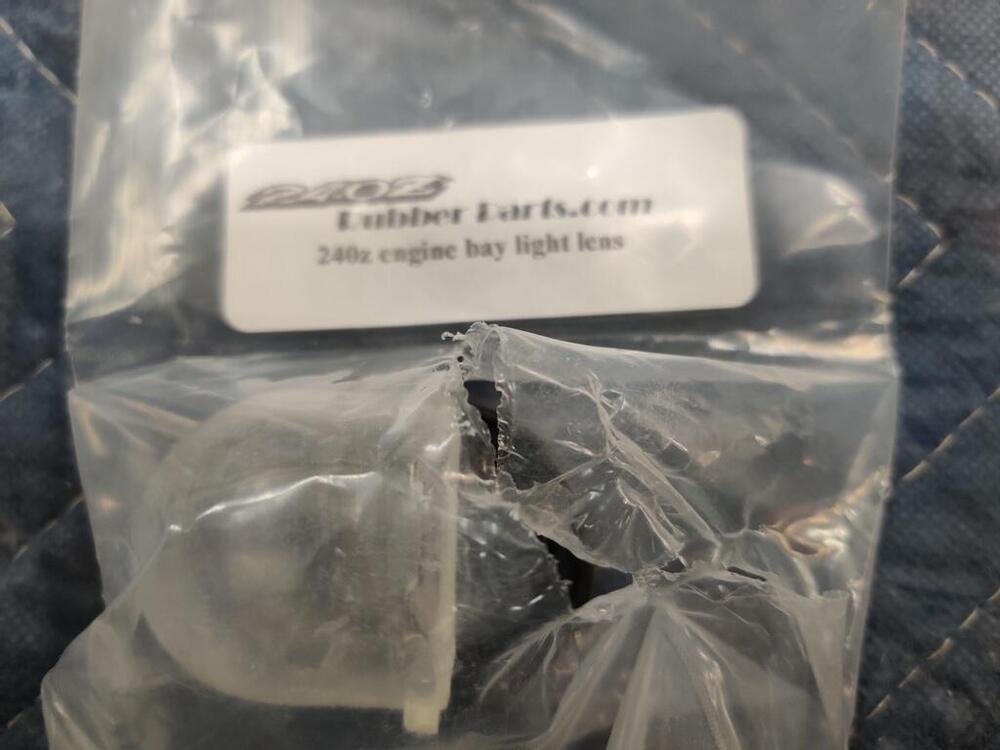 240Z
Rubber Parts.com
240z engine bay light lens